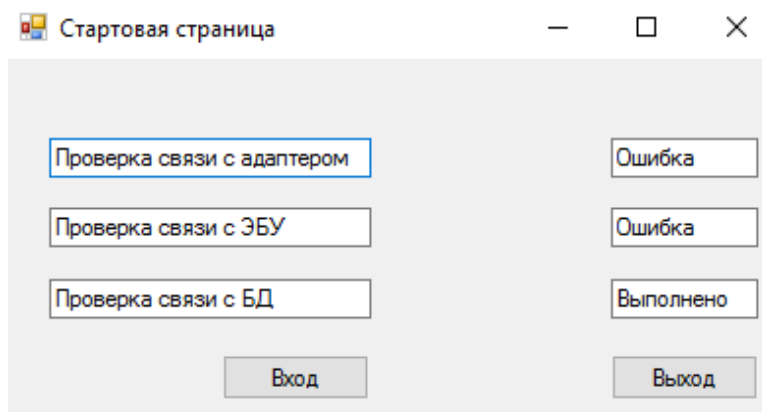 Стартовая страница
Проверка связи с адаптером Ошибка
Проверка связи с ЭБУ Ошибка
Проверка связи с БД Выполнено
Вход Выход